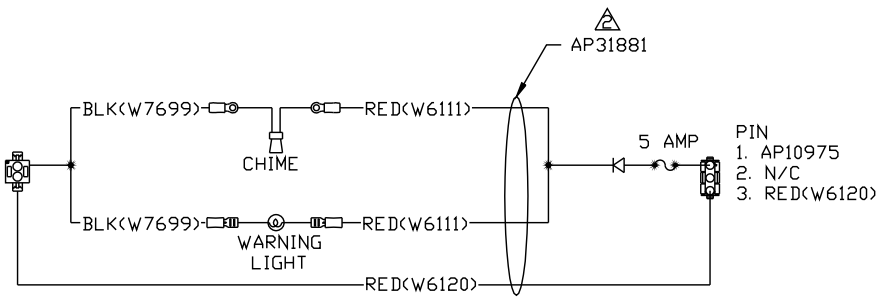 2
AP31881
BLK(W7699)
RED(W6111)
CHIME
5 AMP
PIN
1. AP10975
2. N/C
3. RED(W6120)
BLK(W7699)
RED(W6111)
WARNING
LIGHT
RED(W6120)